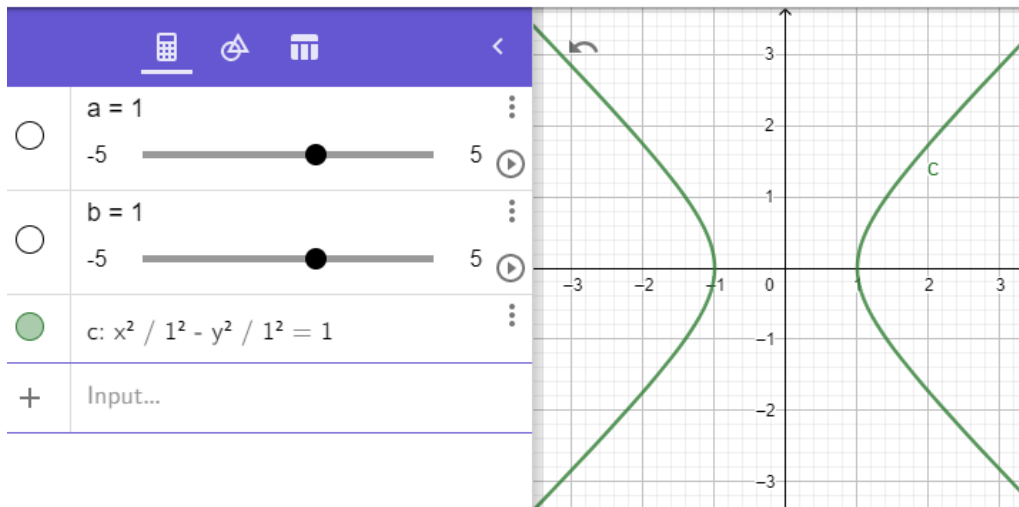 a = 1
-5 5
b = 1
-5 5
c: x² / 1² - y² / 1² = 1
+ Input...
3
2
C
1
–3 –2 –1 0 1 2 3
–1
–2
–3